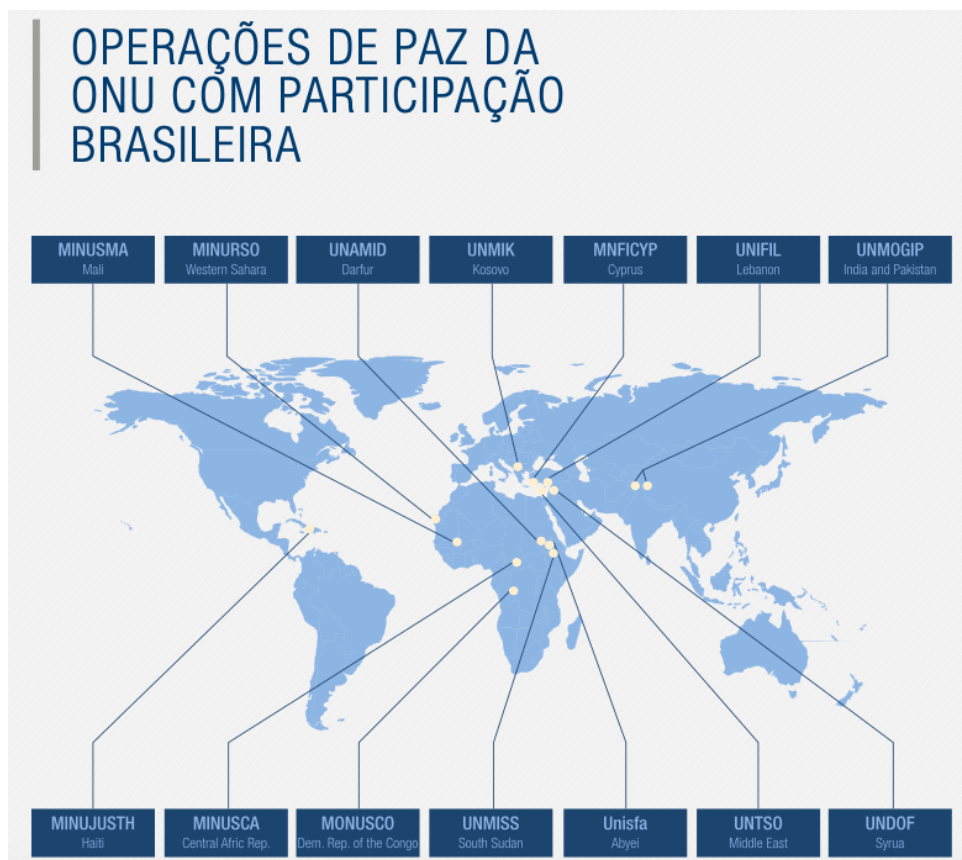 OPERAÇÕES DE PAZ DA
ONU COM PARTICIPAÇÃO
BRASILEIRA
MINUSMA
Mali
MINURSO
Western Sahara
UNAMID
Darfur
UNMIK
Kosovo
MNFICYP
Cyprus
UNIFIL
Lebanon
UNMOGIP
India and Pakistan
MINUJUSTH
Haiti
MINUSCA
Central Afric Rep.
MONUSCO
Dem. Rep. of the Congo
UNMISS
South Sudan
Unisfa
Abyei
UNTSO
Middle East
UNDOF
Syrua